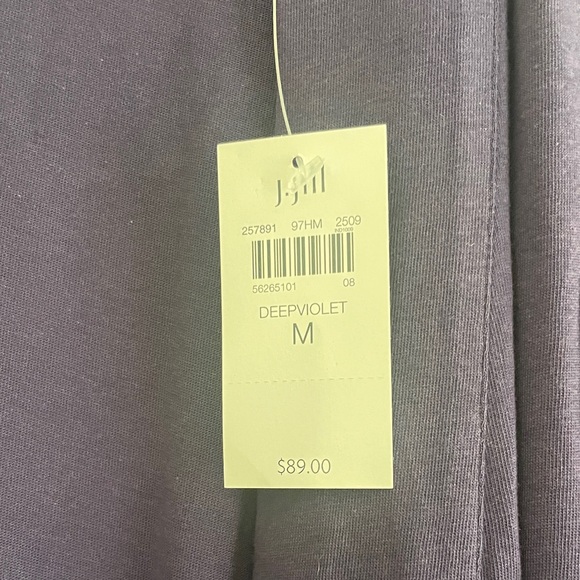 J.Jill
257891 97HM 2509
56265101 08
DEEPVIOLET
M
$89.00